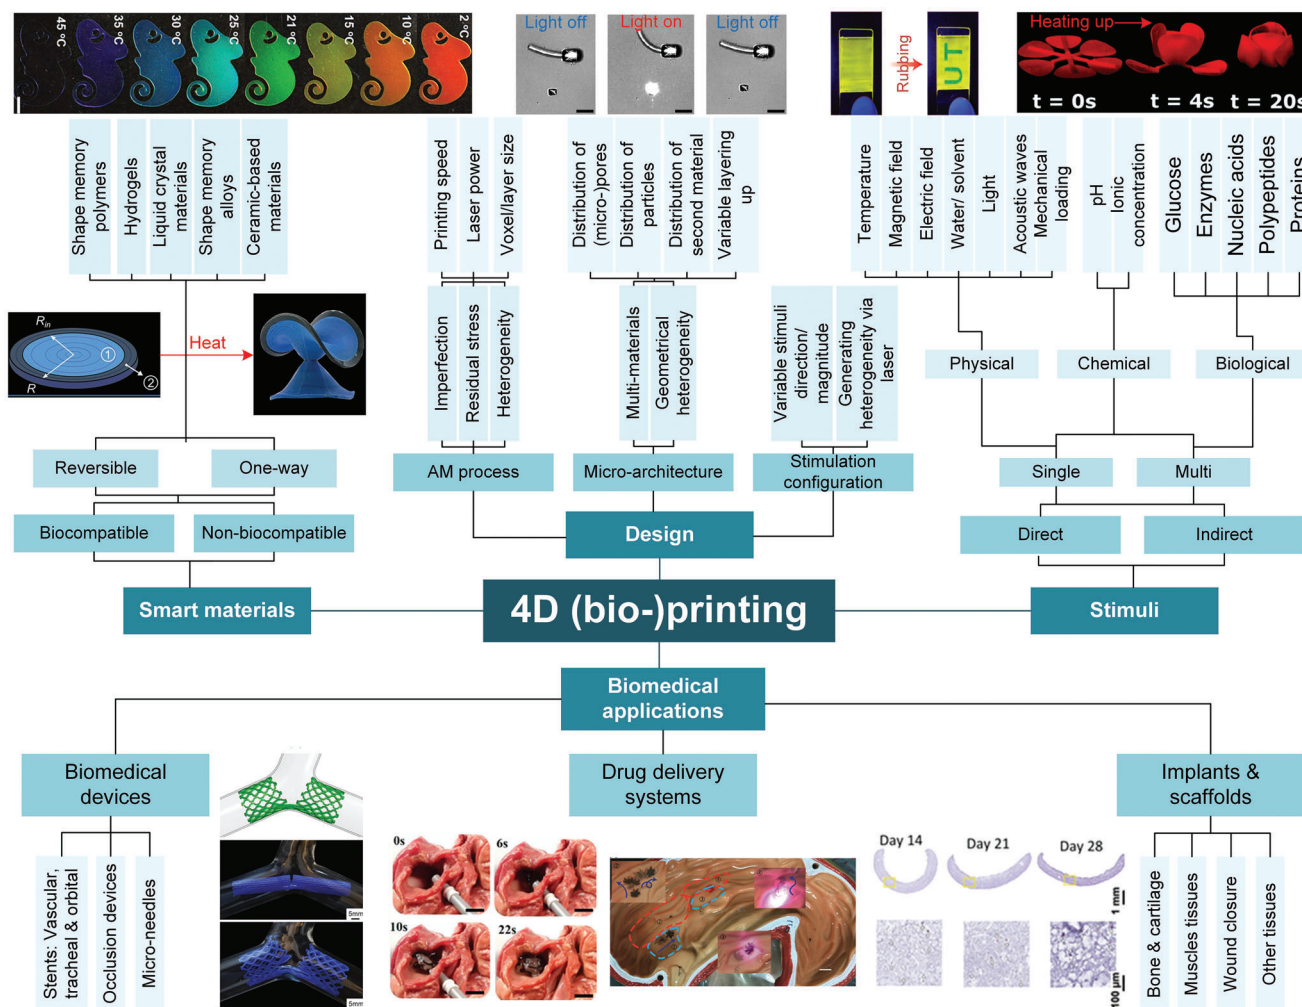 45 °C
35 °C
30 °C
25 °C
21 °C
15 °C
10 °C
2 °C
Light off
Light on
Light off
Rubbing
UT
Heating up
t = 0s
t = 4s
t = 20s
Shape memory
polymers
Hydrogels
Liquid crystal
materials
Shape memory
alloys
Ceramic-based
materials
Printing speed
Laser power
Voxel/layer size
Distribution of
(micro-)pores
Distribution of
particles
Distribution of
second material
Variable layering
up
Temperature
Magnetic field
Electric field
Water/ solvent
Light
Acoustic waves
Mechanical
loading
pH
Ionic
concentration
Glucose
Enzymes
Nucleic acids
Polypeptides
Proteins
R in
R
1
2
Heat
Imperfection
Residual stress
Heterogeneity
Multi-materials
Geometrical
heterogeneity
Variable stimuli
direction/
magnitude
Generating
heterogeneity via
laser
Physical
Chemical
Biological
Reversible
One-way
AM process
Micro-architecture
Stimulation
configuration
Single
Multi
Biocompatible
Non-biocompatible
Design
Direct
Indirect
Smart materials
4D (bio-)printing
Stimuli
Biomedical
applications
Biomedical
devices
Drug delivery
systems
Implants &
scaffolds
Stents: Vascular,
tracheal & orbital
Occlusion devices
Micro-needles
5mm
5mm
0s
6s
10s
22s
Day 14
Day 21
Day 28
1 mm
100 µm
Bone & cartilage
Muscles tissues
Wound closure
Other tissues